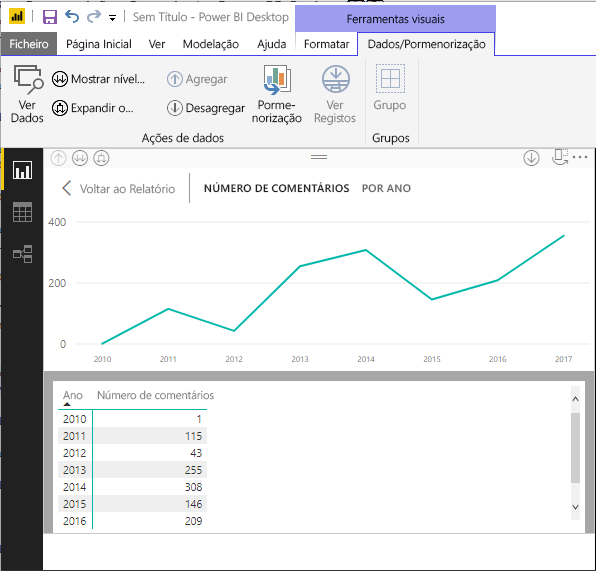 Sem Título - Power BI Desktop
Ferramentas visuais
Ficheiro Página Inicial Ver Modelação Ajuda Formatar Dados/Pormenorização
Ver Dados
Mostrar nível...
Expandir o...
Agregar
Desagregar
Porme-
norização
Ver
Registos
Grupo
Ações de dados
Grupos
Voltar ao Relatório
NÚMERO DE COMENTÁRIOS POR ANO
400
200
0
2010 2011 2012 2013 2014 2015 2016 2017
Ano Número de comentários
2010 1
2011 115
2012 43
2013 255
2014 308
2015 146
2016 209